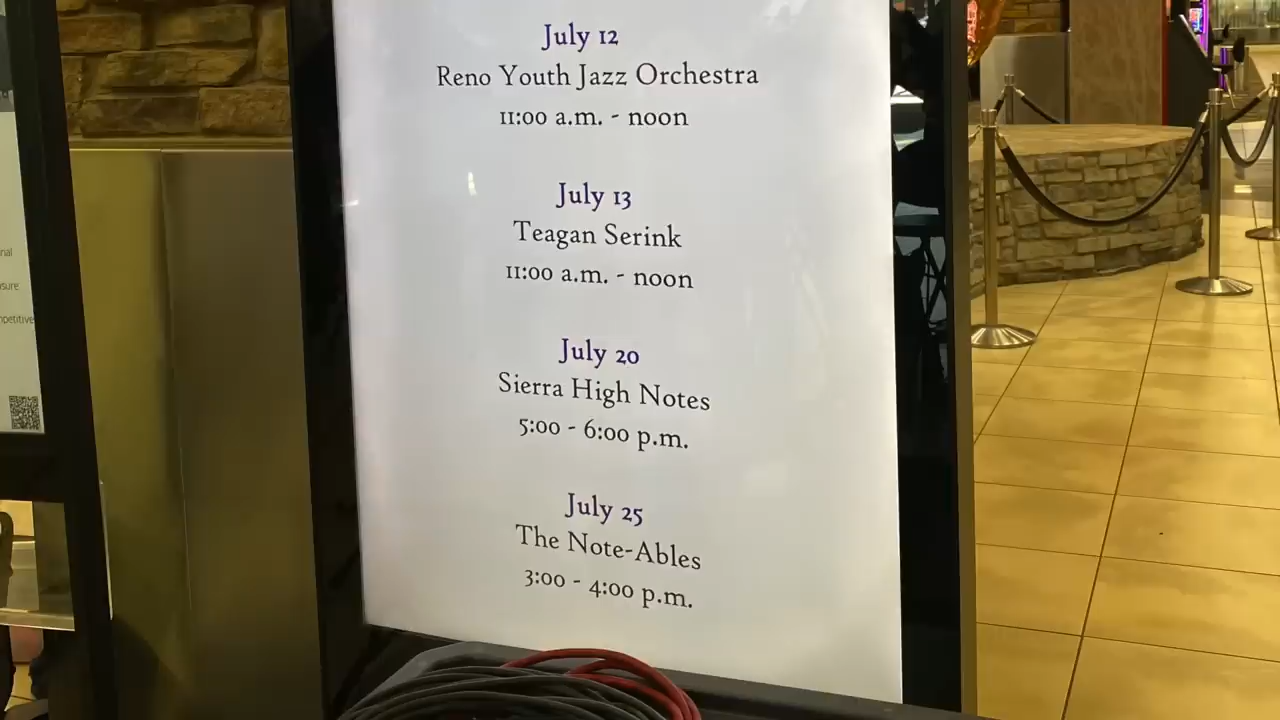 July 12
Reno Youth Jazz Orchestra
11:00 a.m. - noon
July 13
Teagan Serink
11:00 a.m. - noon
July 20
Sierra High Notes
5:00 - 6:00 p.m.
July 25
The Note-Ables
3:00 - 4:00 p.m.